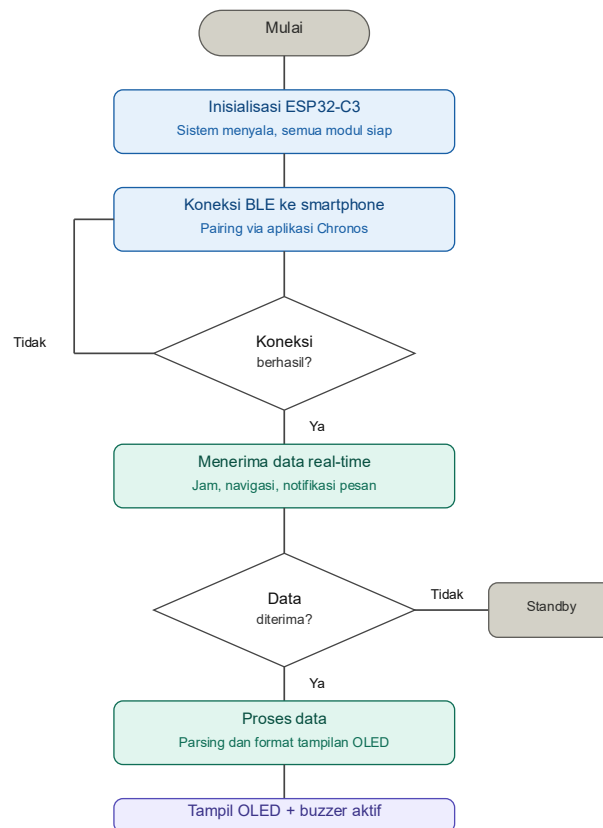 Mulai
Inisialisasi ESP32-C3
Sistem menyala, semua modul siap
Koneksi BLE ke smartphone
Pairing via aplikasi Chronos
Tidak
Koneksi
berhasil?
Ya
Menerima data real-time
Jam, navigasi, notifikasi pesan
Data
diterima?
Tidak
Standby
Ya
Proses data
Parsing dan format tampilan OLED
Tampil OLED + buzzer aktif